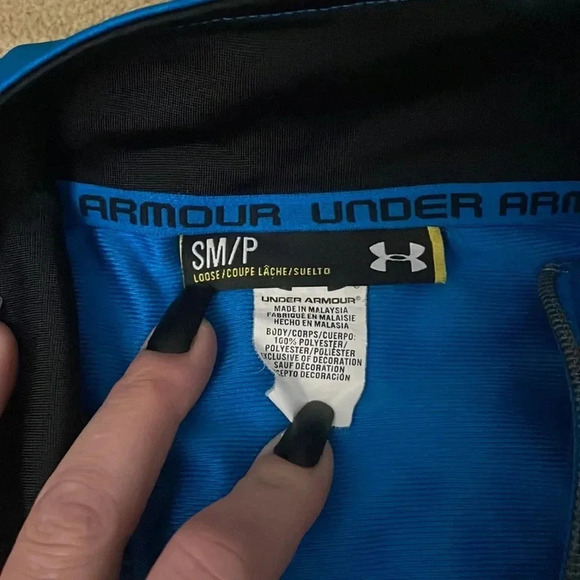 ARMOUR UNDER ARM
SM/P
LOOSE/COUPE LÂCHE/SUELTO
UNDER ARMOUR®
MADE IN MALAYSIA
FABRIQUÉ EN MALAISIE
HECHO EN MALASIA
BODY/CORPS/CUERPO:
100% POLYESTER/
POLYESTER/POLIÉSTER
EXCLUSIVE OF DECORATION
SAUF DÉCORATION
CEPTO DECORACIÓN